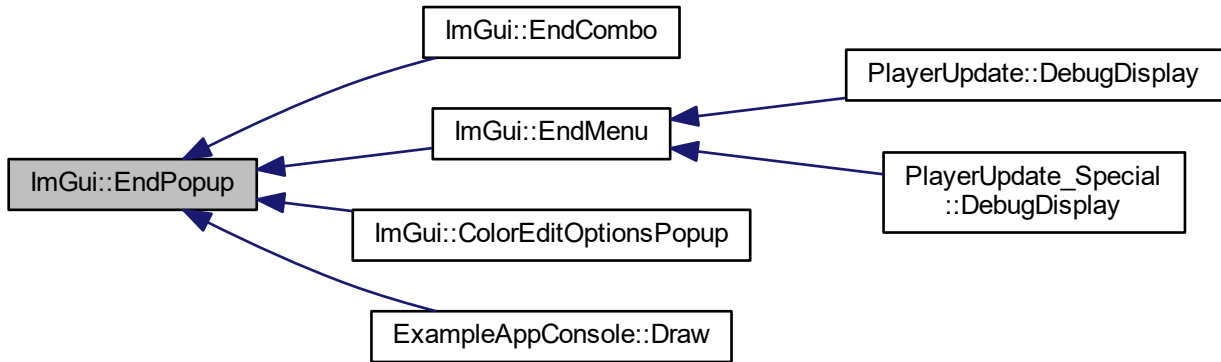 ImGui::EndCombo
PlayerUpdate::DebugDisplay
ImGui::EndMenu
ImGui::EndPopup
PlayerUpdate_Special
::DebugDisplay
ImGui::ColorEditOptionsPopup
ExampleAppConsole::Draw